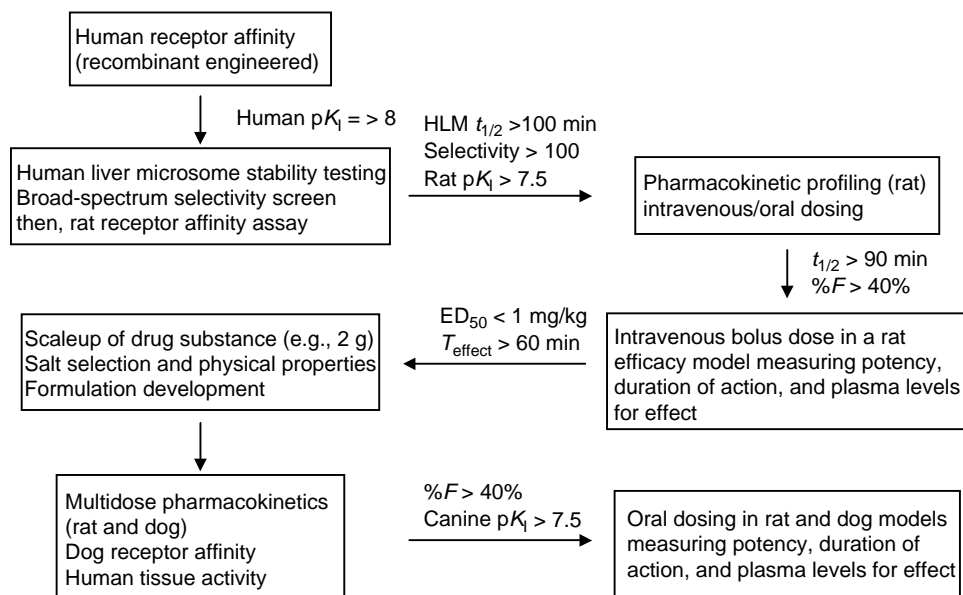 Human receptor affinity
(recombinant engineered)
Human pKI = > 8
Human liver microsome stability testing
Broad-spectrum selectivity screen
then, rat receptor affinity assay
HLM t1/2 >100 min
Selectivity > 100
Rat pKI > 7.5
Pharmacokinetic profiling (rat)
intravenous/oral dosing
t1/2 > 90 min
%F > 40%
Intravenous bolus dose in a rat
efficacy model measuring potency,
duration of action, and plasma levels
for effect
ED50 < 1 mg/kg
Teffect > 60 min
Scaleup of drug substance (e.g., 2 g)
Salt selection and physical properties
Formulation development
Multidose pharmacokinetics
(rat and dog)
Dog receptor affinity
Human tissue activity
%F > 40%
Canine pKI > 7.5
Oral dosing in rat and dog models
measuring potency, duration of
action, and plasma levels for effect